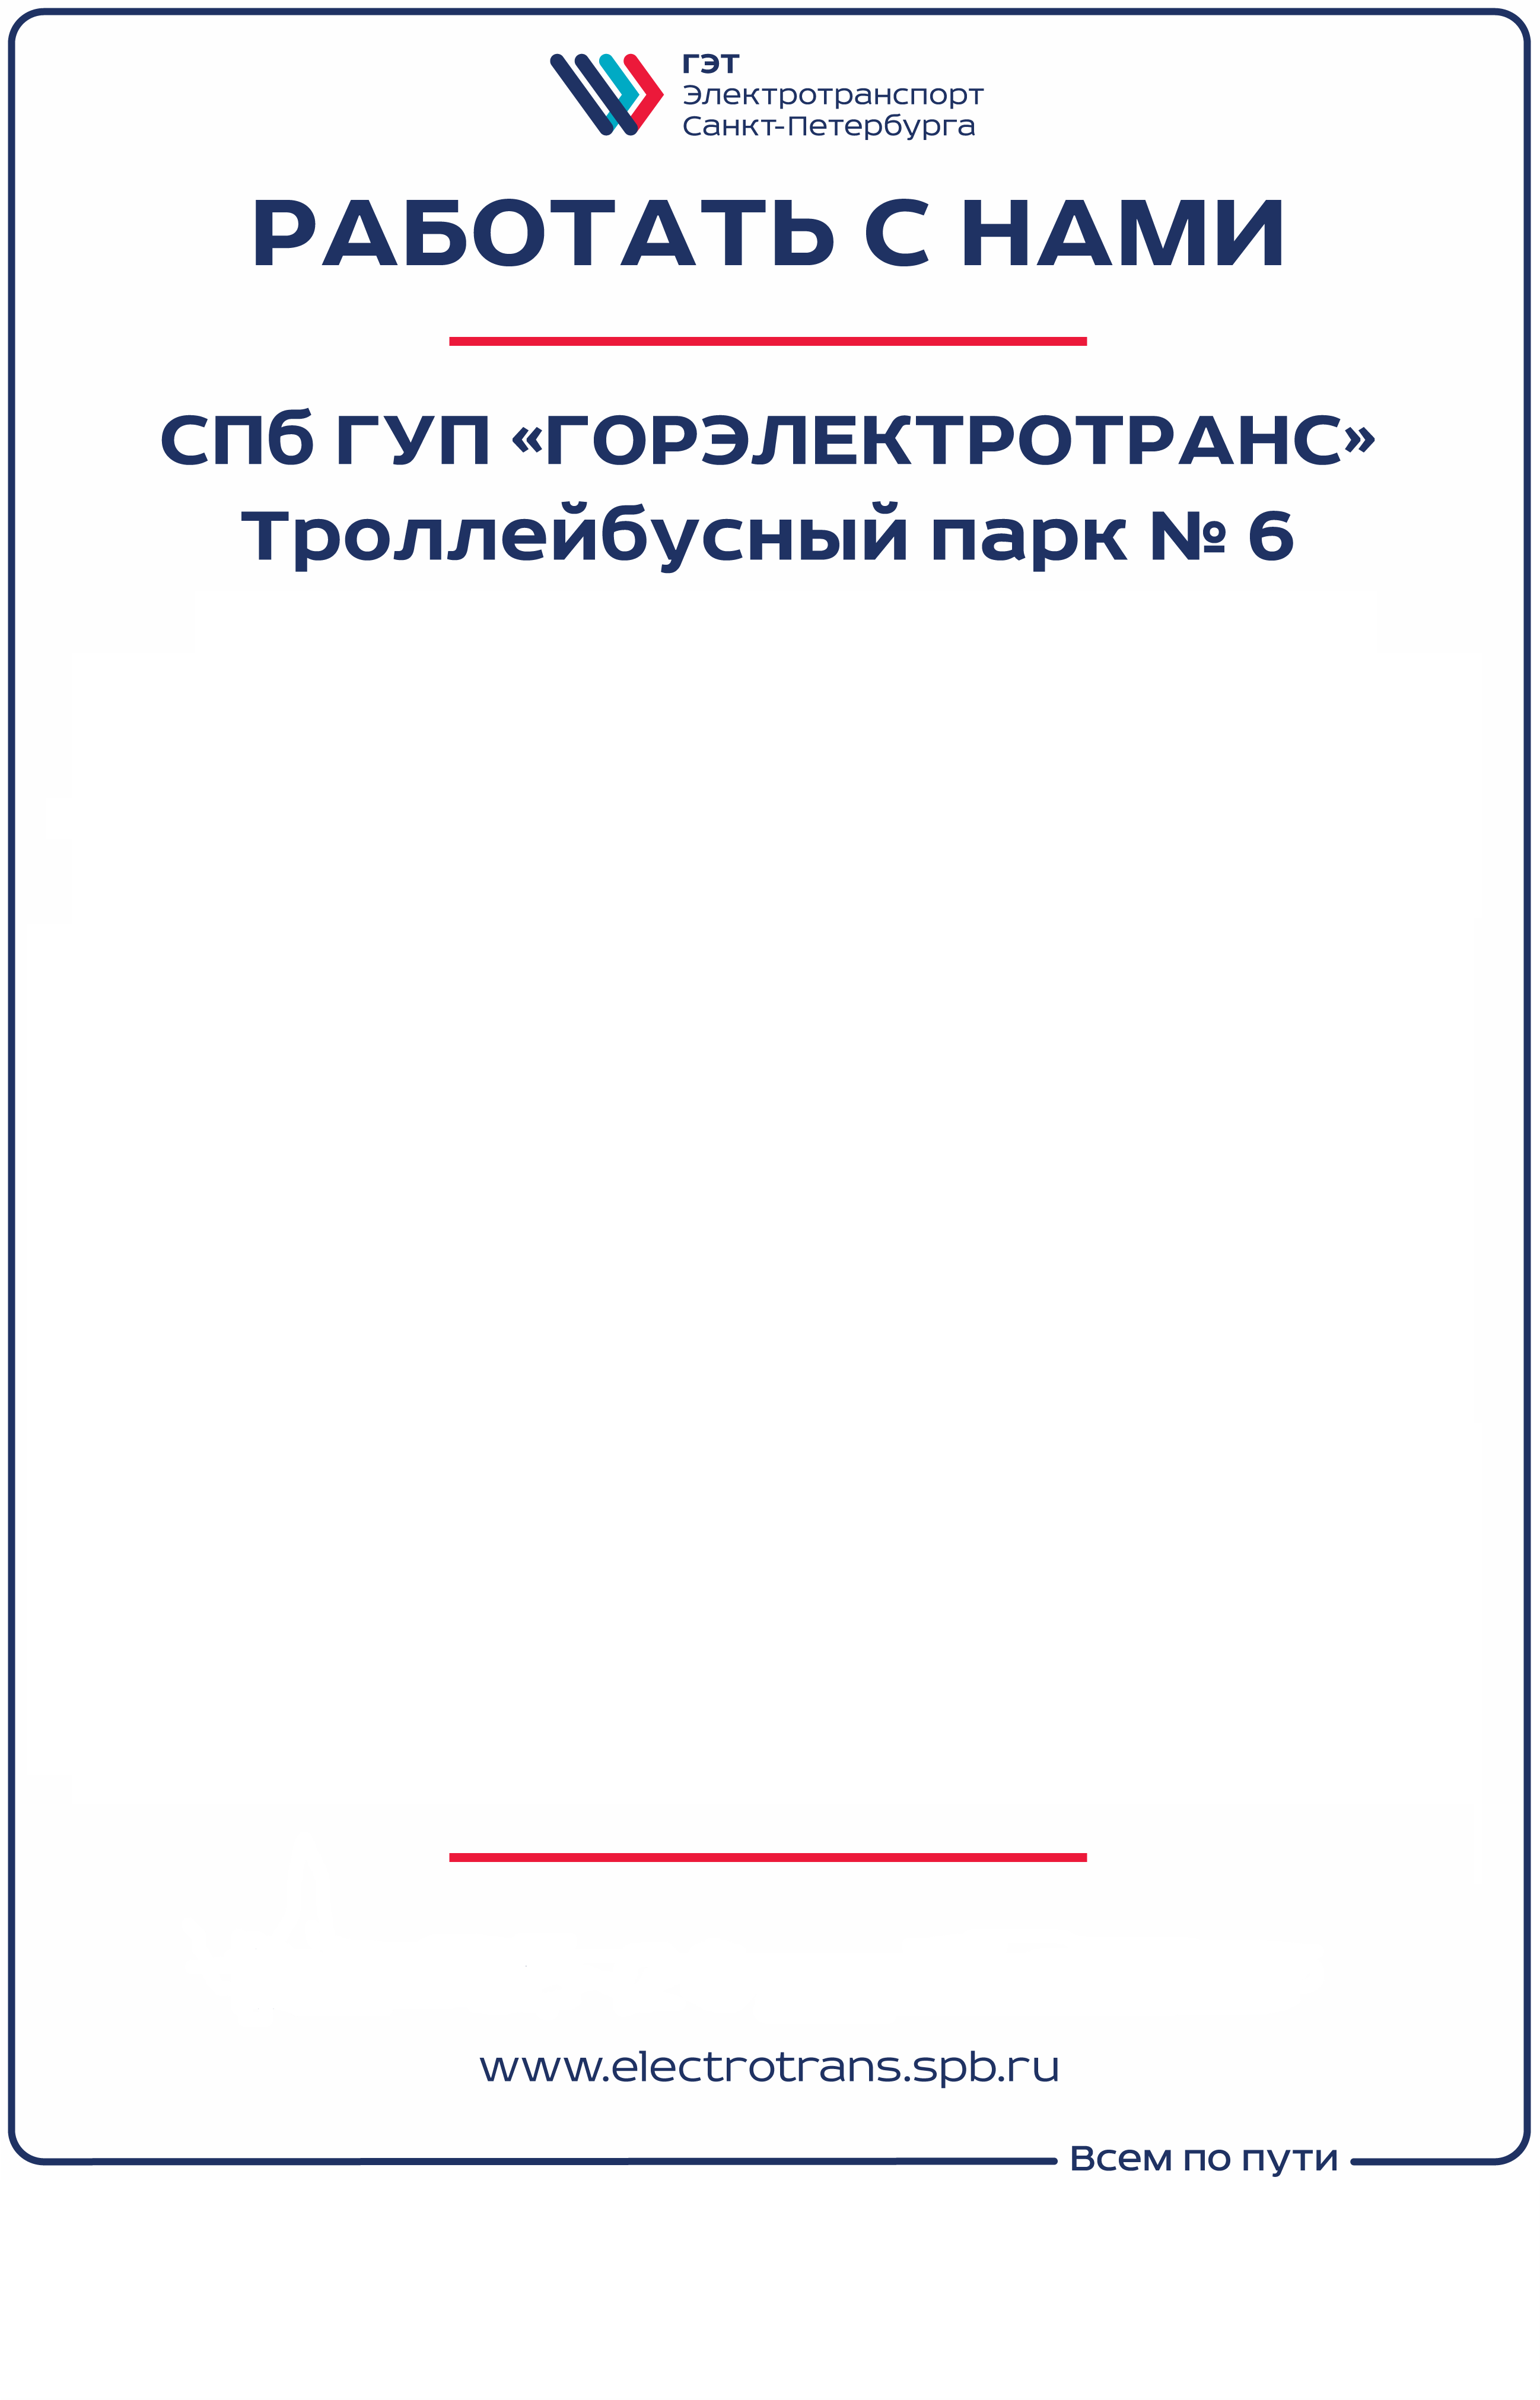 ГЭТ
Электротранспорт
Санкт-Петербурга
РАБОТАТЬ С НАМИ
СПб ГУП «ГОРЭЛЕКТРОТРАНС»
Троллейбусный парк № 6
www.electrotrans.spb.ru
Всем по пути